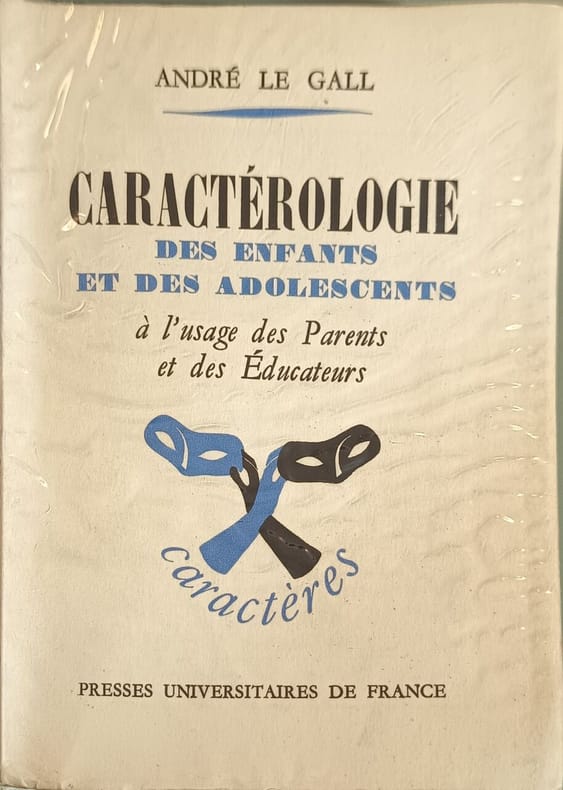 ANDRÉ LE GALL
CARACTÉROLOGIE
DES ENFANTS
ET DES ADOLESCENTS
à l'usage des Parents
et des Éducateurs
caractères
PRESSES UNIVERSITAIRES DE FRANCE